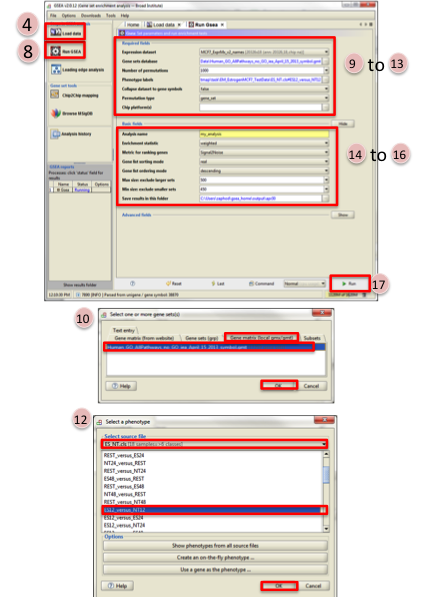 GSEA v2.0.13 (Gene set enrichment analysis -- Broad Institute)
File Options Downloads Tools Help
4
Load data
8
Run GSEA
Leading edge analysis
Gene set tools
Chip2Chip mapping
Browse MSigDB
Analysis history
GSEA reports
Processes: click 'status' field for results
Name Status Options
Gsea Running
Show results folder
Home Load data Run Gsea
Required fields
Expression dataset
Gene sets database
Number of permutations 1000
Phenotype labels
Collapse dataset to gene symbols false
Permutation type gene_set
Chip platform(s)
9 to 13
Basic fields Hide
Analysis name my_analysis
Enrichment statistic weighted
Metric for ranking genes Signal2Noise
Gene list sorting mode real
Gene list ordering mode descending
Max size: exclude larger sets 500
Min size: exclude smaller sets
Save results in this folder
14 to 16
Advanced fields Show
Reset Last Command Normal Run
17
10
Select one or more gene sets(s)
Text entry
Gene matrix (from website) Gene sets (grp) Gene matrix (local gmx/gmt) Subsets
Human_GO_AllPathways_no_GO_iea_April_15_2013_symbol.gmt
Help OK Cancel
12
Select a phenotype
Select source file
ES_NT.cls [18 samples->6 classes]
REST_versus_ES24
NT24_versus_REST
REST_versus_NT24
ES48_versus_REST
REST_versus_ES48
NT48_versus_REST
REST_versus_NT48
ES12_versus_NT12
ES12_versus_ES24
Options
Show phenotypes from all source files
Create an on-the-fly phenotype ...
Use a gene as the phenotype ...
Help OK Cancel